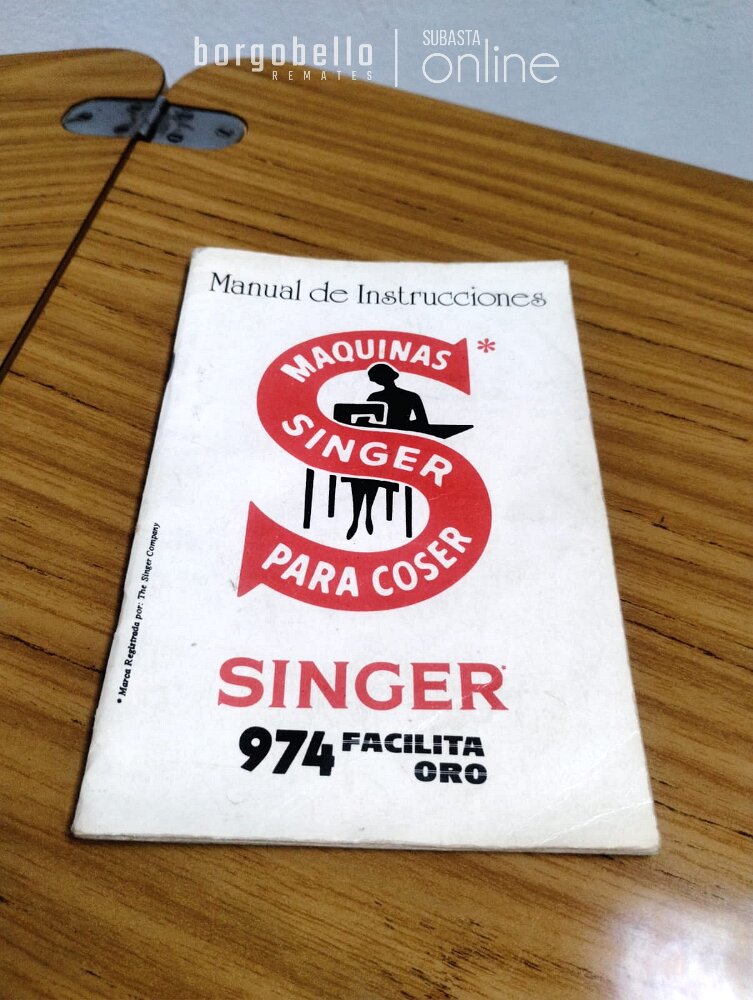 borgobello
REMATES
SUBASTA
online
Manual de Instrucciones
MAQUINAS *
SINGER
PARA COSER
* Marca Registrada por: The Singer Company
SINGER*
974 FACILITA
ORO